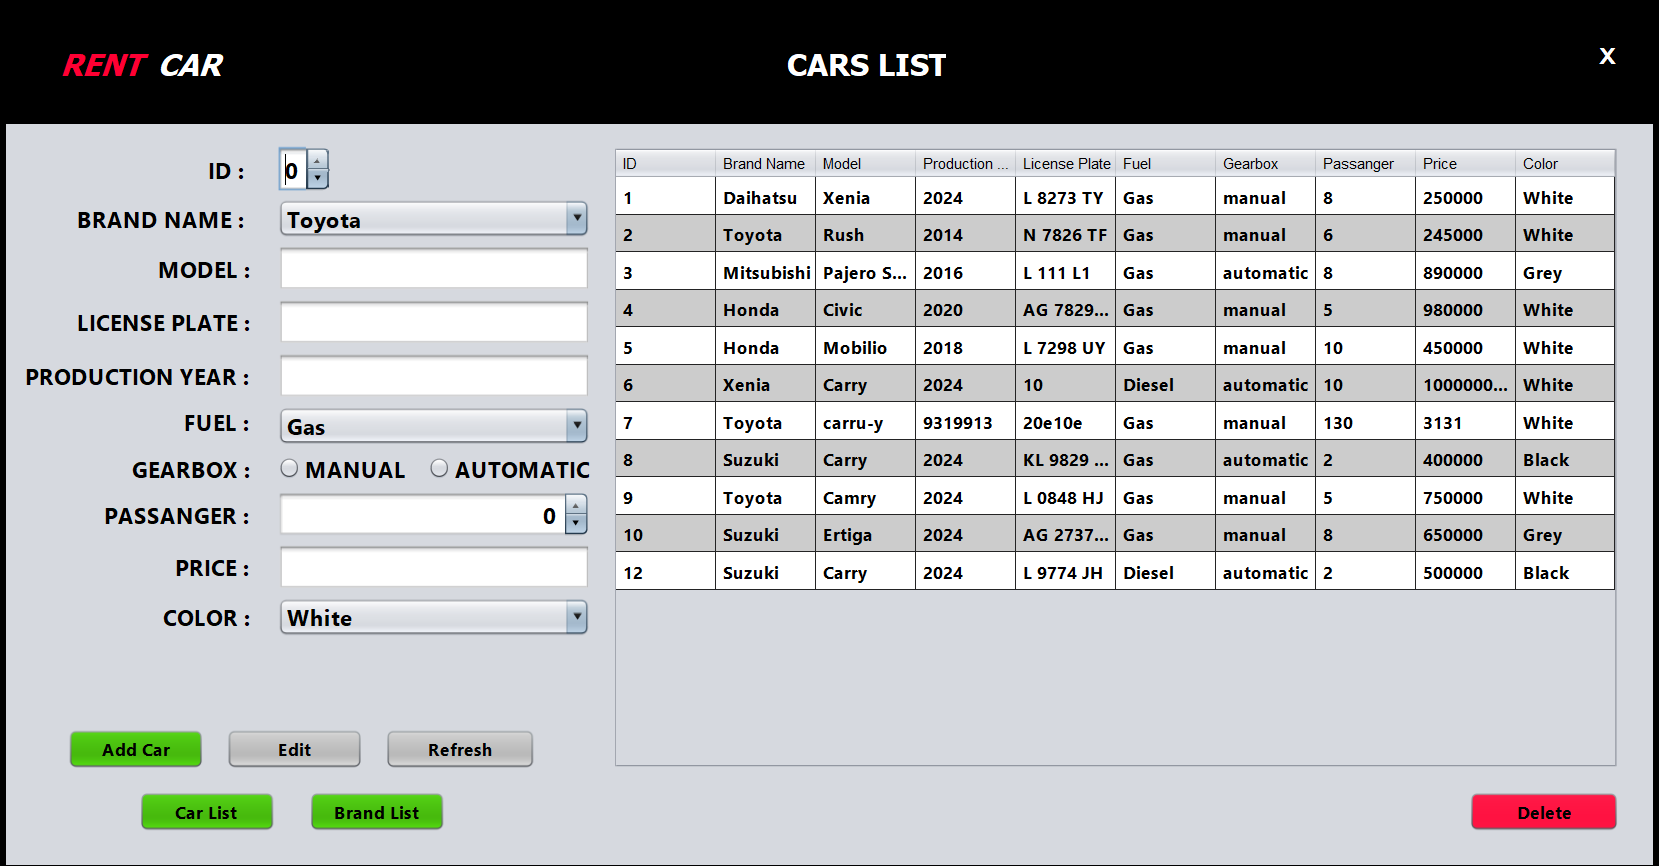 RENT CAR
CARS LIST
X
ID :
0
BRAND NAME :
Toyota
MODEL :
LICENSE PLATE :
PRODUCTION YEAR :
FUEL :
Gas
GEARBOX :
MANUAL
AUTOMATIC
PASSANGER :
0
PRICE :
COLOR :
White
Add Car
Edit
Refresh
Car List
Brand List
ID Brand Name Model Production ... License Plate Fuel Gearbox Passanger Price Color
1 Daihatsu Xenia 2024 L 8273 TY Gas manual 8 250000 White
2 Toyota Rush 2014 N 7826 TF Gas manual 6 245000 White
3 Mitsubishi Pajero S... 2016 L 111 L1 Gas automatic 8 890000 Grey
4 Honda Civic 2020 AG 7829... Gas manual 5 980000 White
5 Honda Mobilio 2018 L 7298 UY Gas manual 10 450000 White
6 Xenia Carry 2024 10 Diesel automatic 10 1000000... White
7 Toyota carru-y 9319913 20e10e Gas manual 130 3131 White
8 Suzuki Carry 2024 KL 9829 ... Gas automatic 2 400000 Black
9 Toyota Camry 2024 L 0848 HJ Gas manual 5 750000 White
10 Suzuki Ertiga 2024 AG 2737... Gas manual 8 650000 Grey
12 Suzuki Carry 2024 L 9774 JH Diesel automatic 2 500000 Black
Delete